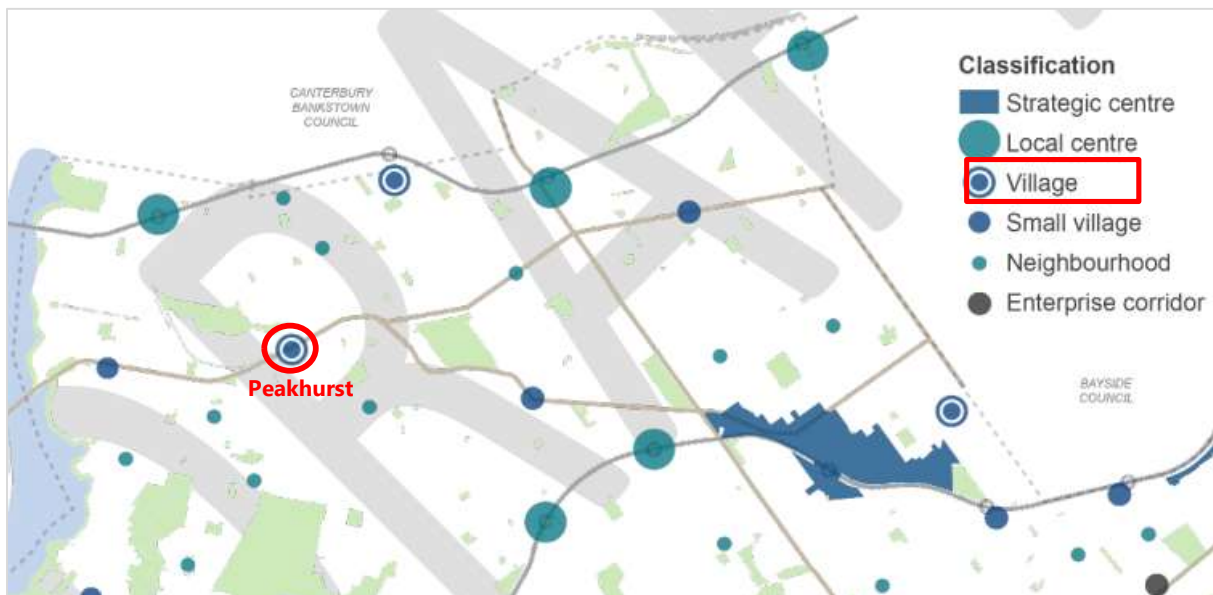 CANTERBURY
BANKSTOWN
COUNCIL
Classification
Strategic centre
Local centre
Village
Small village
Neighbourhood
Enterprise corridor
Peakhurst
BAYSIDE
COUNCIL